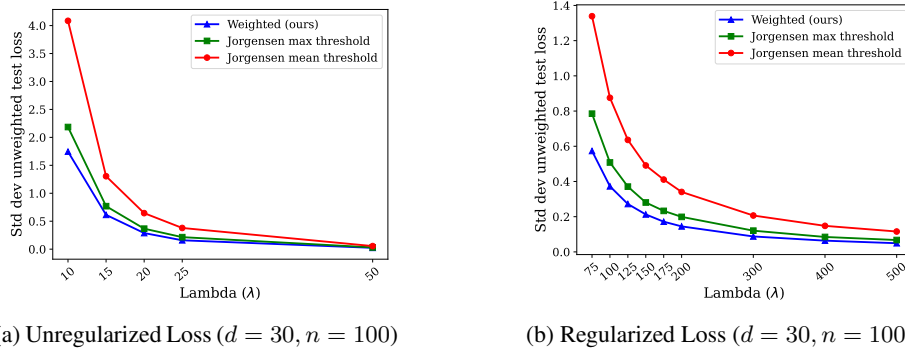 4.0
3.5
3.0
2.5
2.0
1.5
1.0
0.5
0.0
Std dev unweighted test loss
Weighted (ours)
Jorgensen max threshold
Jorgensen mean threshold
10 15 20 25 50
Lambda (λ)
(a) Unregularized Loss (d = 30, n = 100)
1.4
1.2
1.0
0.8
0.6
0.4
0.2
0.0
Std dev unweighted test loss
Weighted (ours)
Jorgensen max threshold
Jorgensen mean threshold
75 100 125 150 175 200 300 400 500
Lambda (λ)
(b) Regularized Loss (d = 30, n = 100